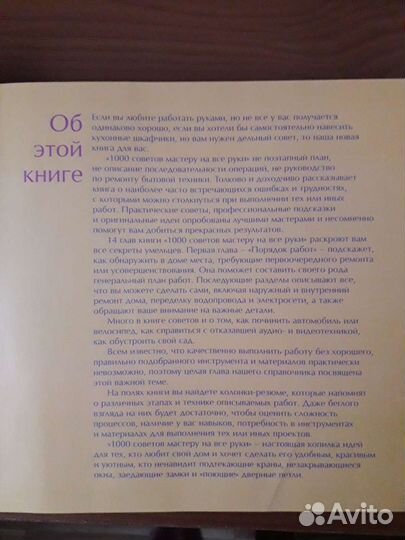 Об
этой
книге
Если вы любите работать руками, но не все у вас получается
одинаково хорошо, если вы хотели бы самостоятельно навесить
кухонные шкафчики, но вам нужен дельный совет, то наша новая
книга для вас.
«1000 советов мастеру на все руки» не поэтапный план,
не описание последовательности операции, не руководство
по ремонту бытовой техники. Толково и доходчиво рассказывает
книга о наиболее часто встречающихся ошибках и трудностях,
с которыми можно столкнуться при выполнении тех или иных
работ. Практические советы, профессиональные подсказки
и оригинальные идеи опробованы лучшими мастерами и несомненно
помогут вам добиться прекрасных результатов.
14 глав книги «1000 советов мастеру на все руки» раскроют вам
все секреты умельцев. Первая глава – «Порядок работ» – подскажет,
как обнаружить в доме места, требующие первоочередного ремонта
или усовершенствования. Она поможет составить своего рода
генеральный план работ. Последующие разделы описывают все,
что вы можете сделать сами, включая наружный и внутренний
ремонт дома, переделку водопровода и электросети, а также
обращают ваше внимание на важные детали.
Много в книге советов и о том, как починить автомобиль или
велосипед, как справиться с отказавшей аудио- и видеотехникой,
как обустроить свой сад.
Всем известно, что качественно выполнить работу без хорошего,
правильно подобранного инструмента и материалов практически
невозможно, поэтому целая глава нашего справочника посвящена
этой важной теме.
На полях книги вы найдете колонки-резюме, которые напомнят
о различных этапах и технике описываемых работ. Даже беглого
взгляда на них будет достаточно, чтобы оценить сложность
процессов, наличие у вас навыков, потребность в инструментах
и материалах для выполнения тех или иных проектов.
«1000 советов мастеру на все руки» – настоящая копилка идей
для тех, кто любит свой дом и хочет сделать его удобным, красивым
и уютным, кто ненавидит подтекающие краны, незакрывающиеся
окна, заедающие замки и «поющие» дверные петли.
Avito